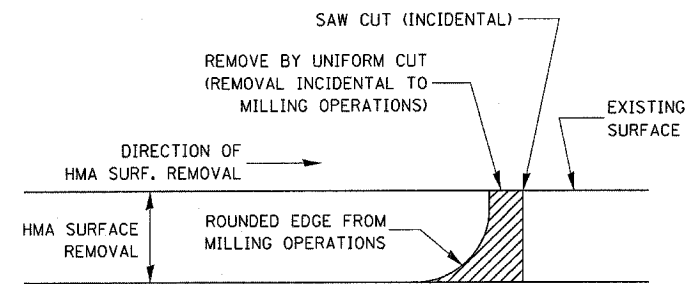 SAW CUT (INCIDENTAL)
REMOVE BY UNIFORM CUT
(REMOVAL INCIDENTAL TO
MILLING OPERATIONS)
EXISTING
SURFACE
DIRECTION OF
HMA SURF. REMOVAL
HMA SURFACE
REMOVAL
ROUNDED EDGE FROM
MILLING OPERATIONS